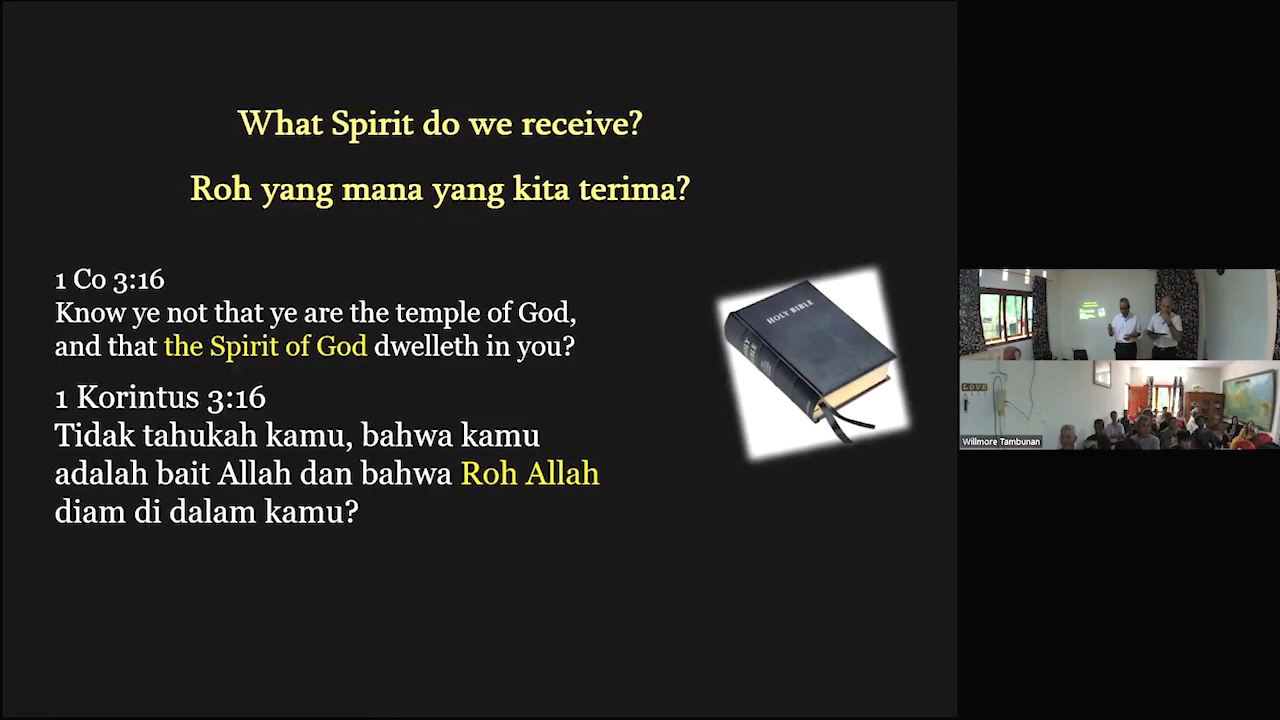 What Spirit do we receive?
Roh yang mana yang kita terima?
1 Co 3:16
Know ye not that ye are the temple of God,
and that the Spirit of God dwelleth in you?
1 Korintus 3:16
Tidak tahukah kamu, bahwa kamu
adalah bait Allah dan bahwa Roh Allah
diam di dalam kamu?
HOLY BIBLE
LOVE
Willmore Tambunan